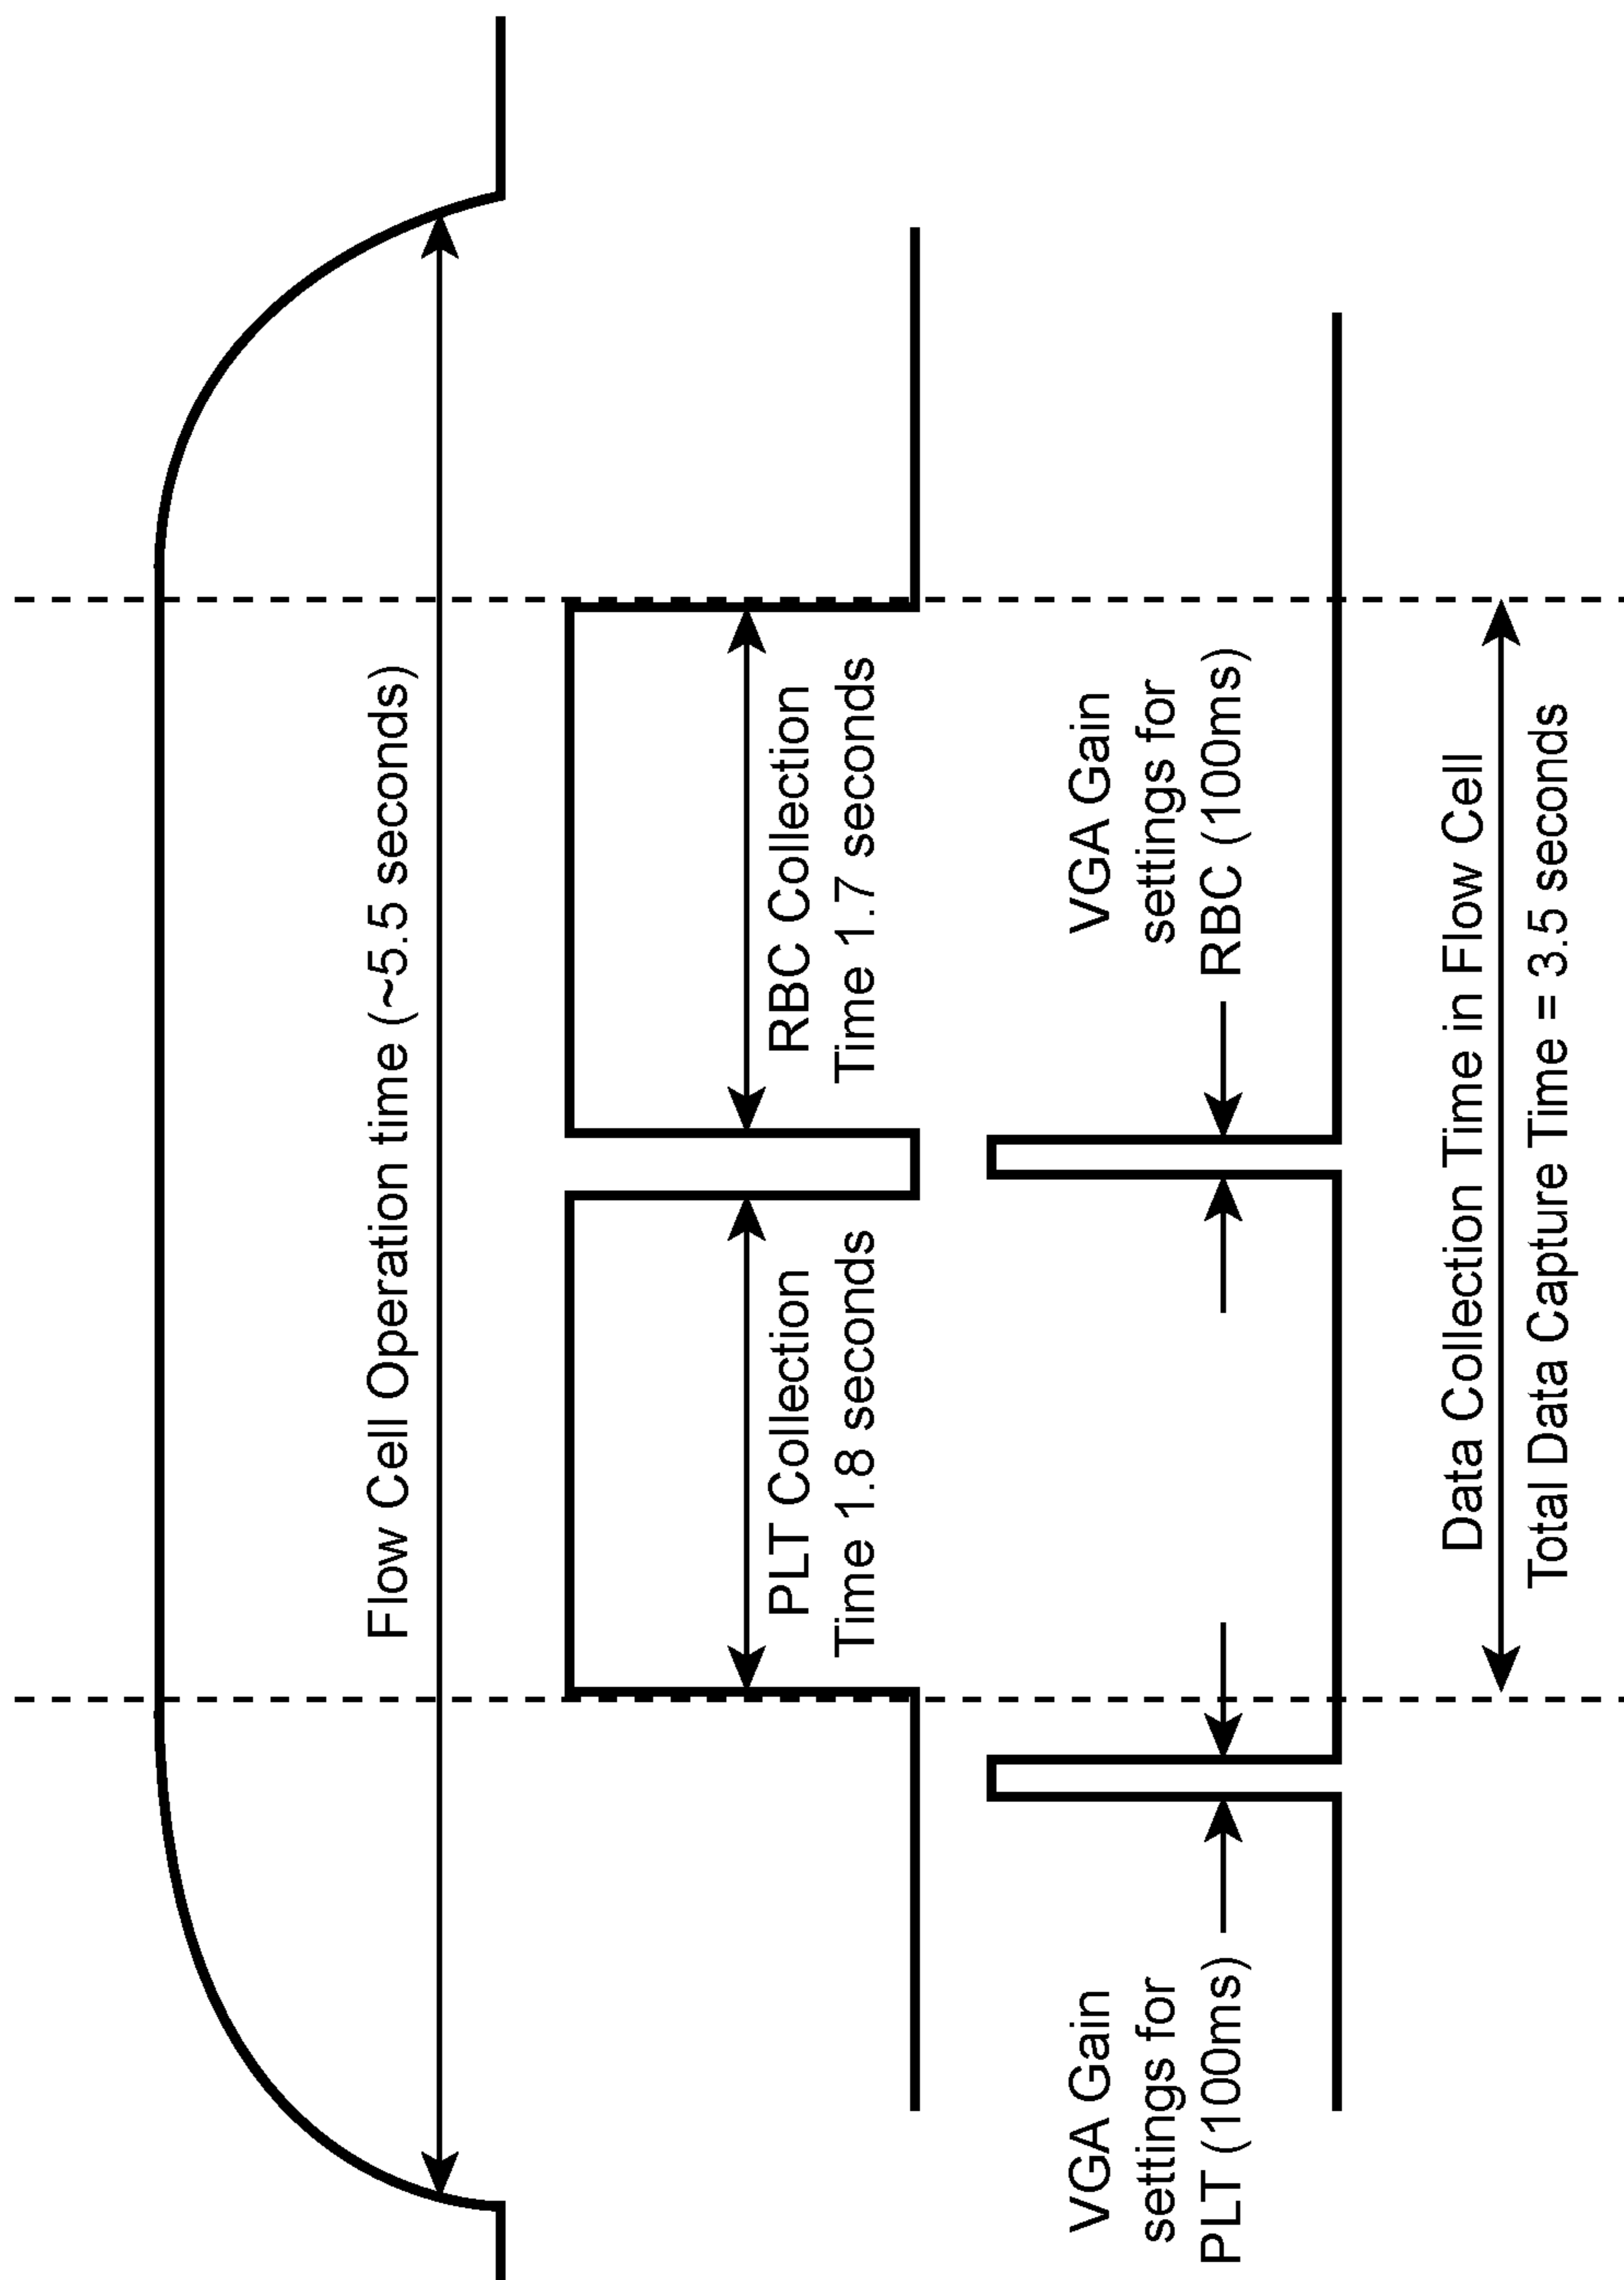 Flow Cell Operation time (~5.5 seconds)
PLT Collection
Time 1.8 seconds
RBC Collection
Time 1.7 seconds
VGA Gain
settings for
PLT (100ms)
VGA Gain
settings for
RBC (100ms)
Data Collection Time in Flow Cell
Total Data Capture Time = 3.5 seconds